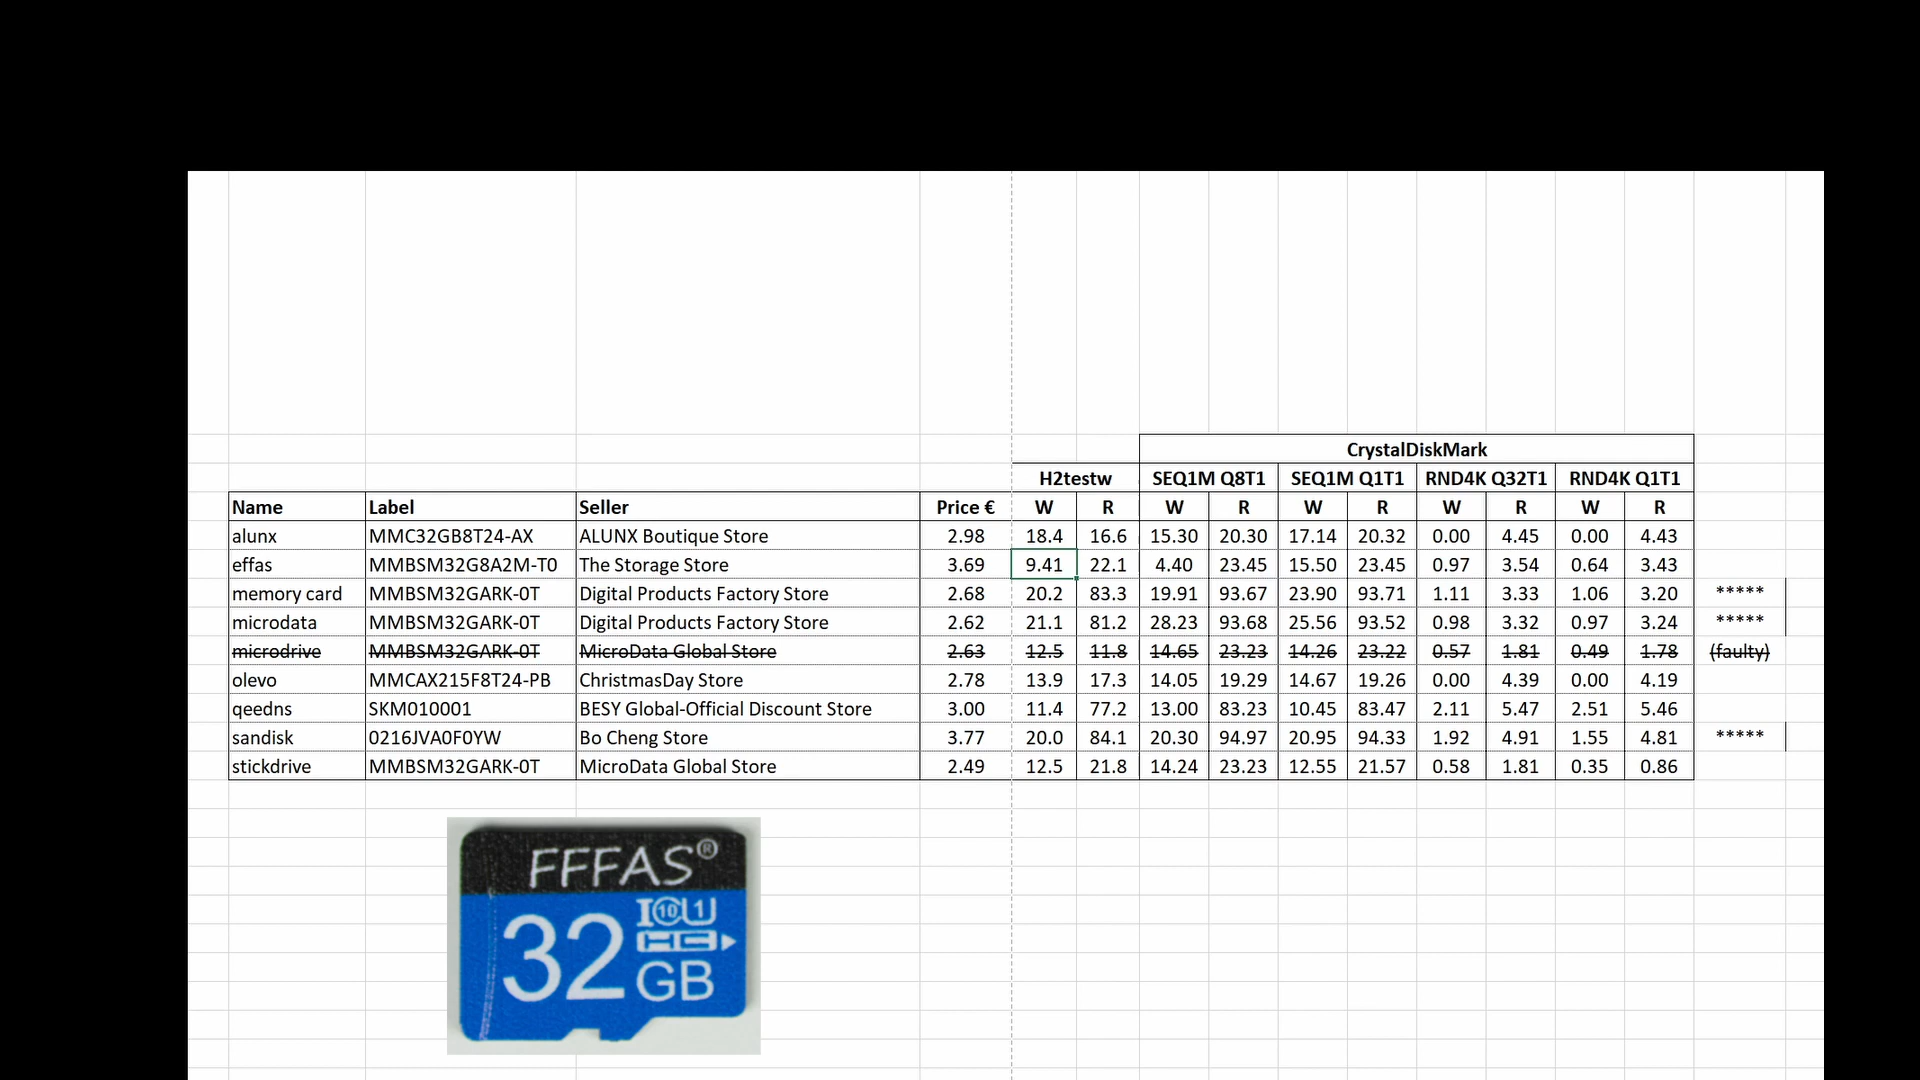 CrystalDiskMark
H2testw SEQ1M Q8T1 SEQ1M Q1T1 RND4K Q32T1 RND4K Q1T1
Name Label Seller Price € W R W R W R W R W R
alunx MMC32GB8T24-AX ALUNX Boutique Store 2.98 18.4 16.6 15.30 20.30 17.14 20.32 0.00 4.45 0.00 4.43
effas MMBSM32G8A2M-T0 The Storage Store 3.69 9.41 22.1 4.40 23.45 15.50 23.45 0.97 3.54 0.64 3.43
memory card MMBSM32GARK-0T Digital Products Factory Store 2.68 20.2 83.3 19.91 93.67 23.90 93.71 1.11 3.33 1.06 3.20 *****
microdata MMBSM32GARK-0T Digital Products Factory Store 2.62 21.1 81.2 28.23 93.68 25.56 93.52 0.98 3.32 0.97 3.24 *****
microdrive MMBSM32GARK-0T MicroData Global Store 2.63 12.5 11.8 14.65 23.23 14.26 23.22 0.57 1.81 0.49 1.78 (faulty)
olevo MMCAX215F8T24-PB ChristmasDay Store 2.78 13.9 17.3 14.05 19.29 14.67 19.26 0.00 4.39 0.00 4.19
qeedns SKM010001 BESY Global-Official Discount Store 3.00 11.4 77.2 13.00 83.23 10.45 83.47 2.11 5.47 2.51 5.46
sandisk 0216JVA0F0YW Bo Cheng Store 3.77 20.0 84.1 20.30 94.97 20.95 94.33 1.92 4.91 1.55 4.81 *****
stickdrive MMBSM32GARK-0T MicroData Global Store 2.49 12.5 21.8 14.24 23.23 12.55 21.57 0.58 1.81 0.35 0.86
FFFAS®
32 I 10 U1
HC
GB